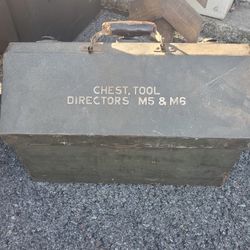 CHEST, TOOL
DIRECTORS M5 & M6